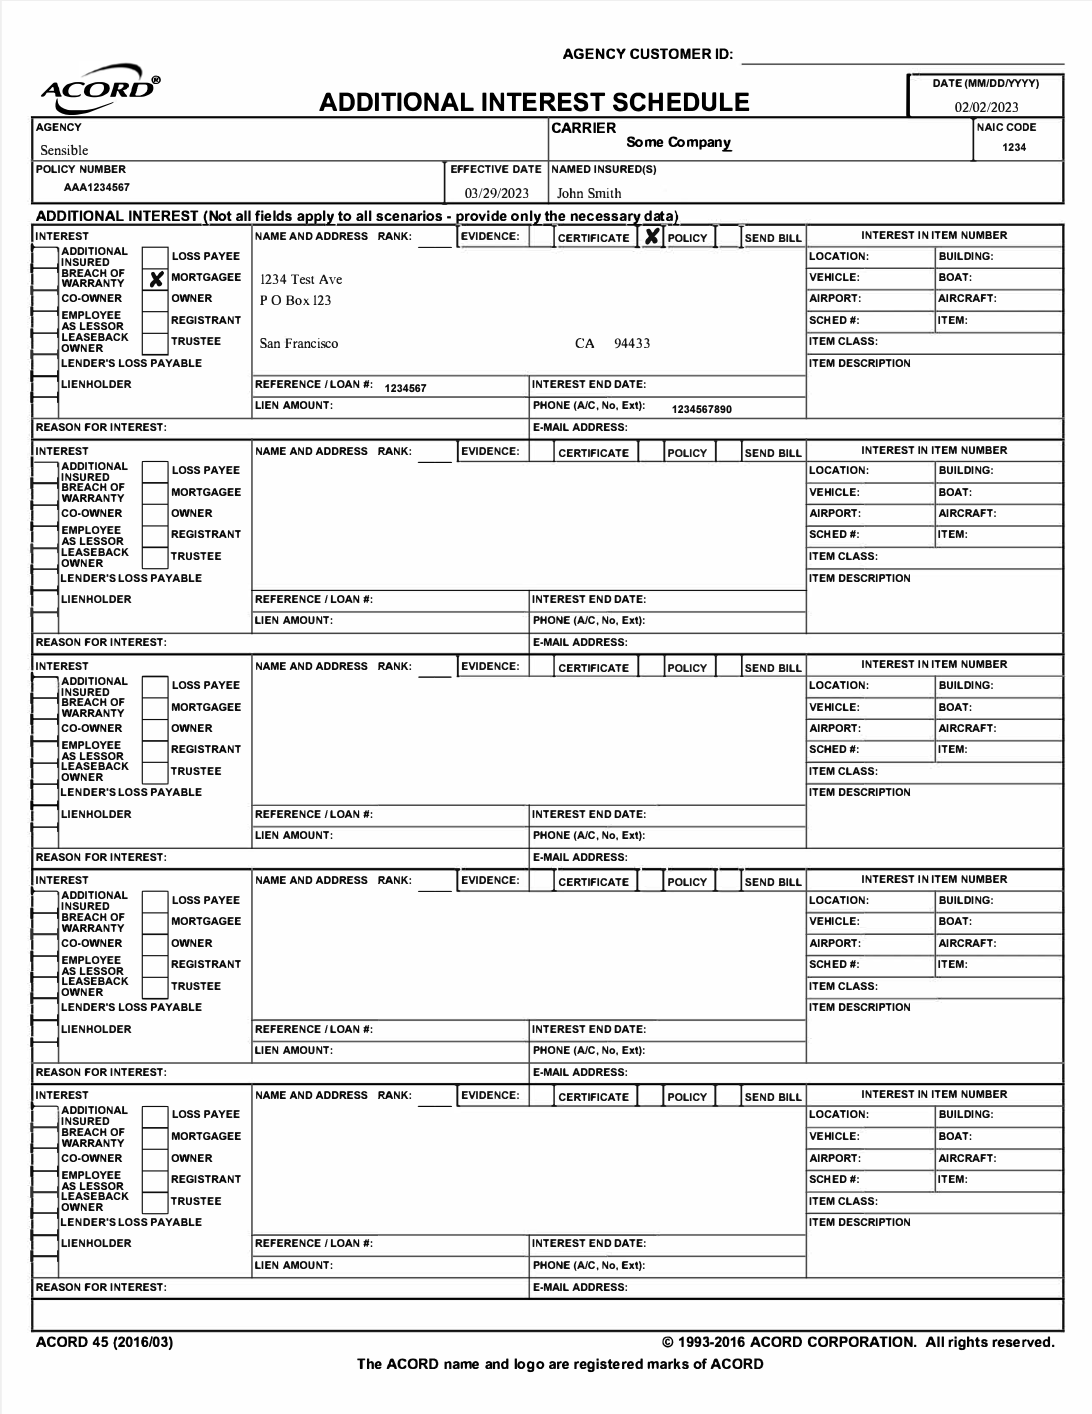 AGENCY CUSTOMER ID:
ACORD®
ADDITIONAL INTEREST SCHEDULE
DATE (MM/DD/YYYY)
02/02/2023
AGENCY
Sensible
CARRIER
Some Company
NAIC CODE
1234
POLICY NUMBER
AAA1234567
EFFECTIVE DATE
03/29/2023
NAMED INSURED(S)
John Smith
ADDITIONAL INTEREST (Not all fields apply to all scenarios - provide only the necessary data)
INTEREST
ADDITIONAL INSURED
LOSS PAYEE
BREACH OF WARRANTY
X MORTGAGEE
CO-OWNER
OWNER
EMPLOYEE AS LESSOR
REGISTRANT
LEASEBACK OWNER
TRUSTEE
LENDER'S LOSS PAYABLE
LIENHOLDER
NAME AND ADDRESS RANK: EVIDENCE: CERTIFICATE X POLICY SEND BILL
1234 Test Ave
P O Box 123
San Francisco CA 94433
REFERENCE / LOAN #: 1234567
INTEREST END DATE:
LIEN AMOUNT:
PHONE (A/C, No, Ext): 1234567890
INTEREST IN ITEM NUMBER
LOCATION: BUILDING:
VEHICLE: BOAT:
AIRPORT: AIRCRAFT:
SCHED #: ITEM:
ITEM CLASS:
ITEM DESCRIPTION
REASON FOR INTEREST:
E-MAIL ADDRESS:
INTEREST
ADDITIONAL INSURED
LOSS PAYEE
BREACH OF WARRANTY
MORTGAGEE
CO-OWNER
OWNER
EMPLOYEE AS LESSOR
REGISTRANT
LEASEBACK OWNER
TRUSTEE
LENDER'S LOSS PAYABLE
LIENHOLDER
NAME AND ADDRESS RANK: EVIDENCE: CERTIFICATE POLICY SEND BILL
REFERENCE / LOAN #:
INTEREST END DATE:
LIEN AMOUNT:
PHONE (A/C, No, Ext):
INTEREST IN ITEM NUMBER
LOCATION: BUILDING:
VEHICLE: BOAT:
AIRPORT: AIRCRAFT:
SCHED #: ITEM:
ITEM CLASS:
ITEM DESCRIPTION
REASON FOR INTEREST:
E-MAIL ADDRESS:
INTEREST
ADDITIONAL INSURED
LOSS PAYEE
BREACH OF WARRANTY
MORTGAGEE
CO-OWNER
OWNER
EMPLOYEE AS LESSOR
REGISTRANT
LEASEBACK OWNER
TRUSTEE
LENDER'S LOSS PAYABLE
LIENHOLDER
NAME AND ADDRESS RANK: EVIDENCE: CERTIFICATE POLICY SEND BILL
REFERENCE / LOAN #:
INTEREST END DATE:
LIEN AMOUNT:
PHONE (A/C, No, Ext):
INTEREST IN ITEM NUMBER
LOCATION: BUILDING:
VEHICLE: BOAT:
AIRPORT: AIRCRAFT:
SCHED #: ITEM:
ITEM CLASS:
ITEM DESCRIPTION
REASON FOR INTEREST:
E-MAIL ADDRESS:
INTEREST
ADDITIONAL INSURED
LOSS PAYEE
BREACH OF WARRANTY
MORTGAGEE
CO-OWNER
OWNER
EMPLOYEE AS LESSOR
REGISTRANT
LEASEBACK OWNER
TRUSTEE
LENDER'S LOSS PAYABLE
LIENHOLDER
NAME AND ADDRESS RANK: EVIDENCE: CERTIFICATE POLICY SEND BILL
REFERENCE / LOAN #:
INTEREST END DATE:
LIEN AMOUNT:
PHONE (A/C, No, Ext):
INTEREST IN ITEM NUMBER
LOCATION: BUILDING:
VEHICLE: BOAT:
AIRPORT: AIRCRAFT:
SCHED #: ITEM:
ITEM CLASS:
ITEM DESCRIPTION
REASON FOR INTEREST:
E-MAIL ADDRESS:
INTEREST
ADDITIONAL INSURED
LOSS PAYEE
BREACH OF WARRANTY
MORTGAGEE
CO-OWNER
OWNER
EMPLOYEE AS LESSOR
REGISTRANT
LEASEBACK OWNER
TRUSTEE
LENDER'S LOSS PAYABLE
LIENHOLDER
NAME AND ADDRESS RANK: EVIDENCE: CERTIFICATE POLICY SEND BILL
REFERENCE / LOAN #:
INTEREST END DATE:
LIEN AMOUNT:
PHONE (A/C, No, Ext):
INTEREST IN ITEM NUMBER
LOCATION: BUILDING:
VEHICLE: BOAT:
AIRPORT: AIRCRAFT:
SCHED #: ITEM:
ITEM CLASS:
ITEM DESCRIPTION
REASON FOR INTEREST:
E-MAIL ADDRESS:
ACORD 45 (2016/03)
© 1993-2016 ACORD CORPORATION. All rights reserved.
The ACORD name and logo are registered marks of ACORD